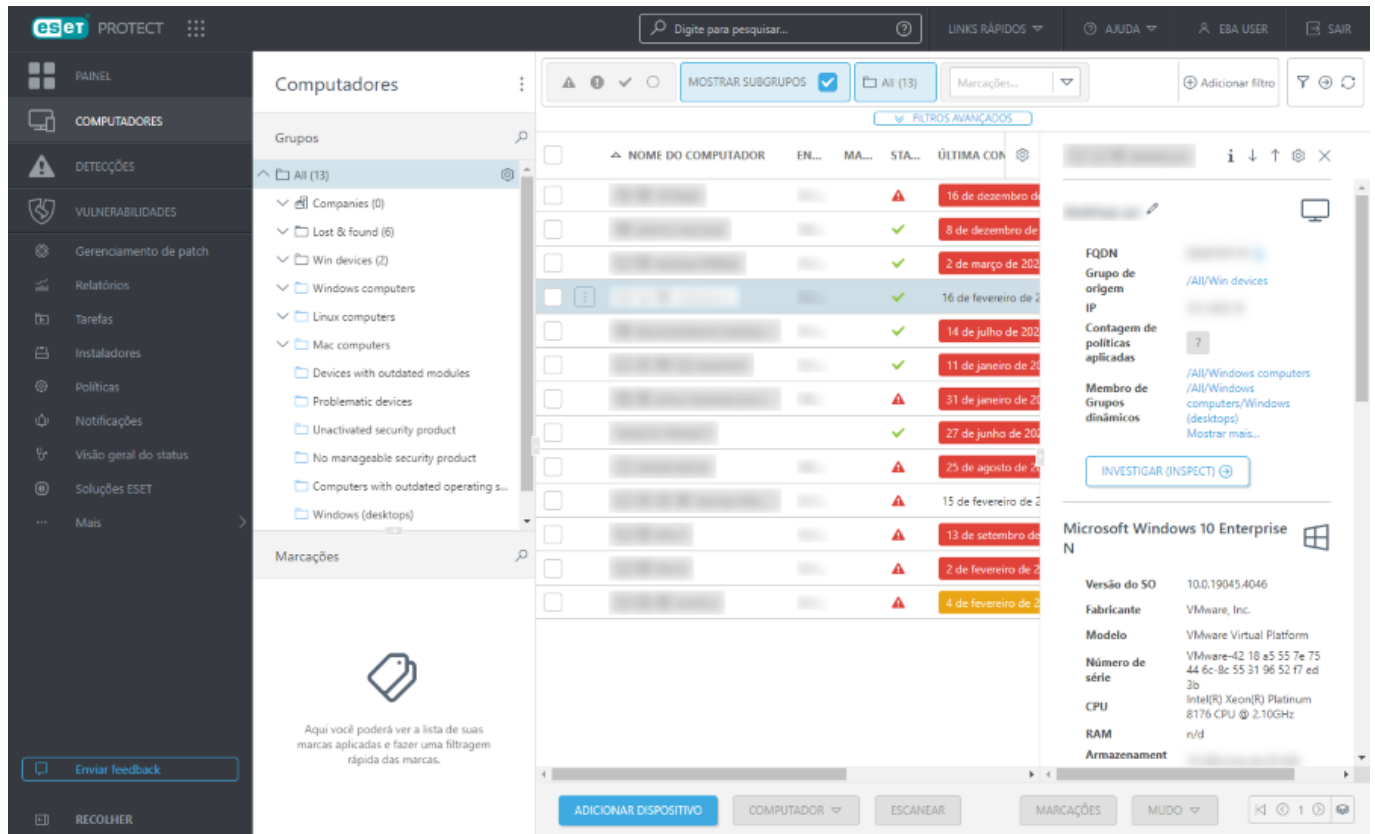 eset PROTECT
Digite para pesquisar...
LINKS RÁPIDOS
AJUDA
EBA USER
SAIR
PAINEL
COMPUTADORES
DETECÇÕES
VULNERABILIDADES
Gerenciamento de patch
Relatórios
Tarefas
Instaladores
Políticas
Notificações
Visão geral do status
Soluções ESET
Mais
Enviar feedback
RECOLHER
Computadores
Grupos
All (13)
Companies (0)
Lost & found (6)
Win devices (2)
Windows computers
Linux computers
Mac computers
Devices with outdated modules
Problematic devices
Unactivated security product
No manageable security product
Computers with outdated operating s...
Windows (desktops)
Marcações
Aqui você poderá ver a lista de suas
marcas aplicadas e fazer uma filtragem
rápida das marcas.
MOSTRAR SUBGRUPOS
All (13)
Marcações...
Adicionar filtro
FILTROS AVANÇADOS
NOME DO COMPUTADOR EN... MA... STA... ÚLTIMA CON
16 de dezembro de
8 de dezembro de
2 de março de 202
16 de fevereiro de 2
14 de julho de 202
11 de janeiro de 20
31 de janeiro de 20
27 de junho de 202
25 de agosto de 2
15 de fevereiro de 2
13 de setembro de
2 de fevereiro de 2
4 de fevereiro de 2
FQDN
Grupo de
origem
/All/Win devices
IP
Contagem de
políticas
aplicadas
7
Membro de
Grupos
dinâmicos
/All/Windows computers
/All/Windows
computers/Windows
(desktops)
Mostrar mais...
INVESTIGAR (INSPECT)
Microsoft Windows 10 Enterprise
N
Versão do SO 10.0.19045.4046
Fabricante VMware, Inc.
Modelo VMware Virtual Platform
Número de
série
VMware-42 18 a5 55 7e 75
44 6c-8c 55 31 96 52 f7 ed
3b
CPU
Intel(R) Xeon(R) Platinum
8176 CPU @ 2.10GHz
RAM n/d
Armazenament
ADICIONAR DISPOSITIVO
COMPUTADOR
ESCANEAR
MARCAÇÕES
MUDO
1